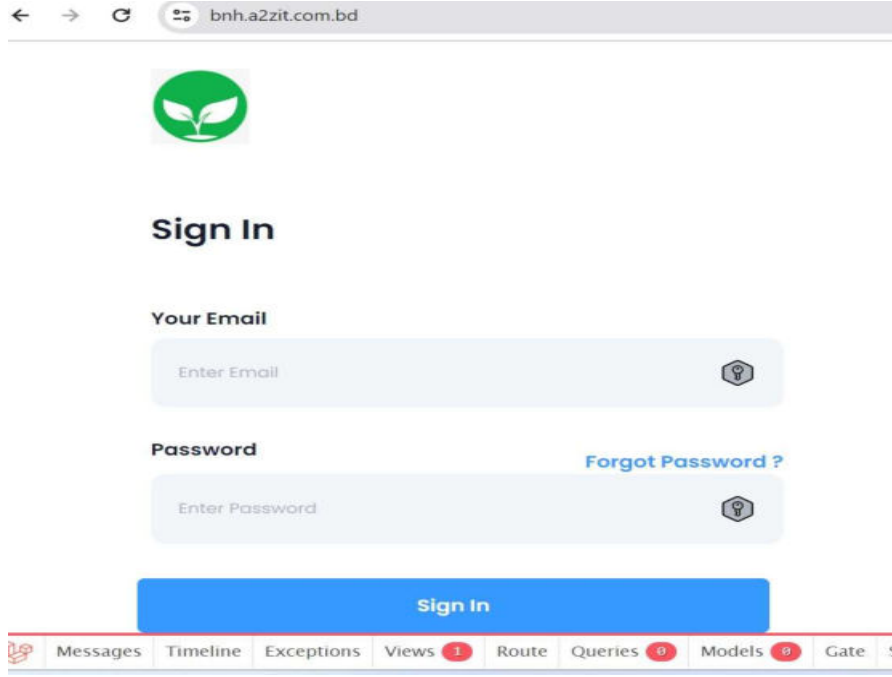 bnh.a2zit.com.bd
Sign In
Your Email
Enter Email
Password
Forgot Password ?
Enter Password
Sign In
Messages Timeline Exceptions Views 1 Route Queries 0 Models 0 Gate